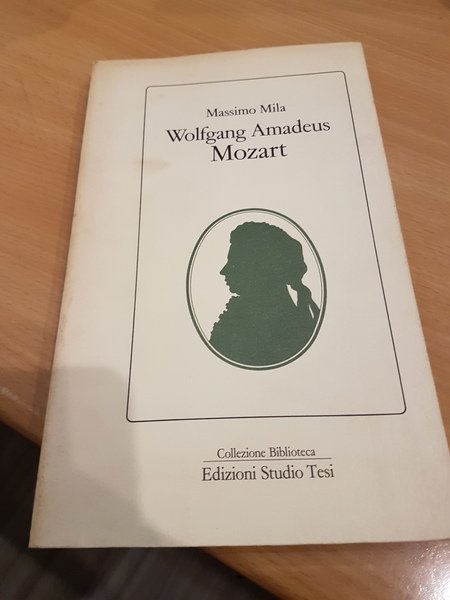 Massimo Mila
Wolfgang Amadeus
Mozart
Collezione Biblioteca
Edizioni Studio Tesi